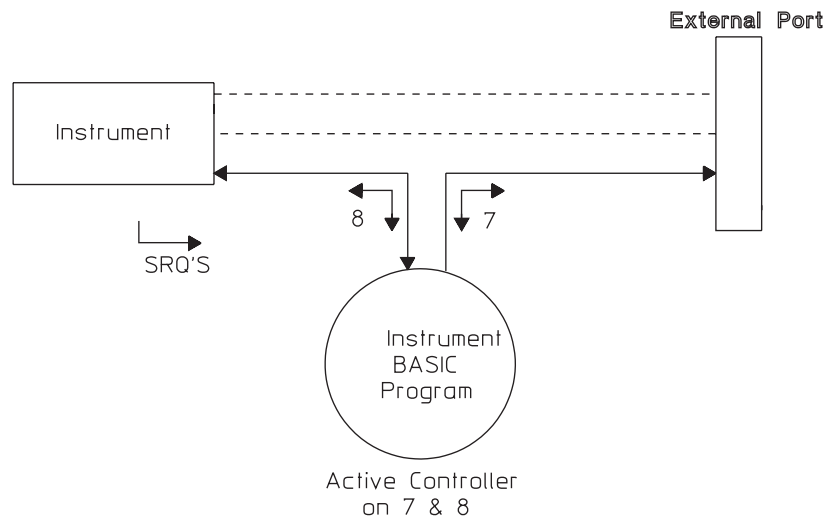 External Port
Instrument
8
7
SRQ'S
Instrument
BASIC
Program
Active Controller
on 7 & 8